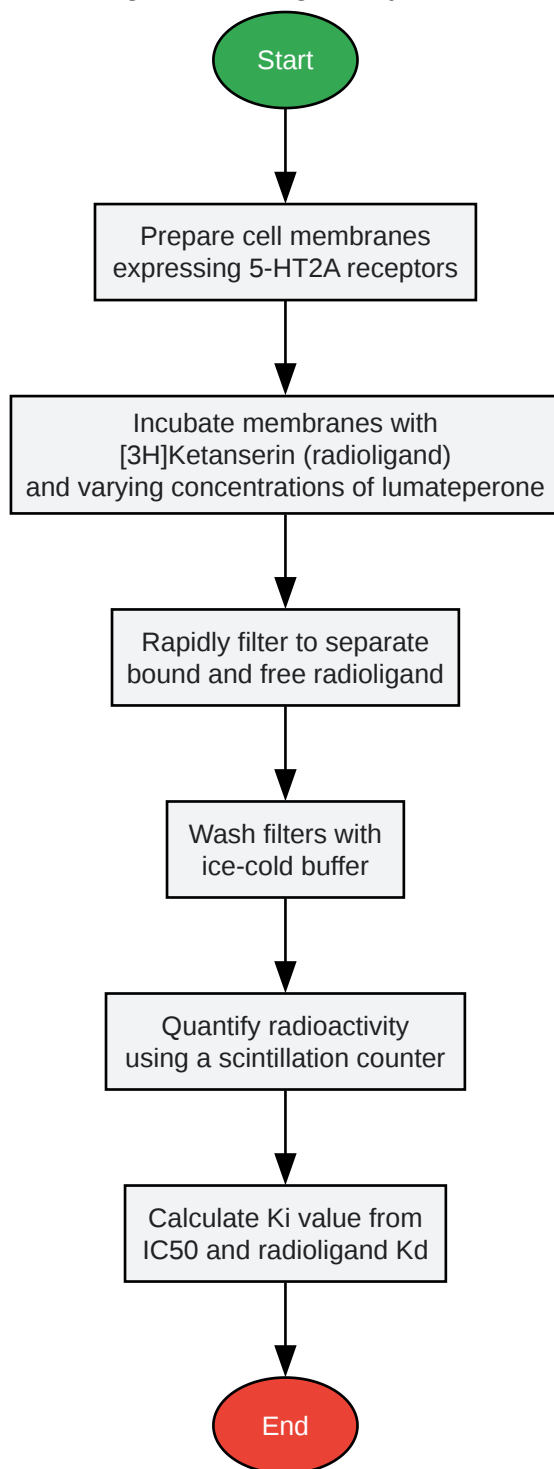 Start
Prepare cell membranes
expressing 5-HT2A receptors
Incubate membranes with
[3H]Ketanserin (radioligand)
and varying concentrations of lumateperone
Rapidly filter to separate
bound and free radioligand
Wash filters with
ice-cold buffer
Quantify radioactivity
using a scintillation counter
Calculate Ki value from
IC50 and radioligand Kd
End